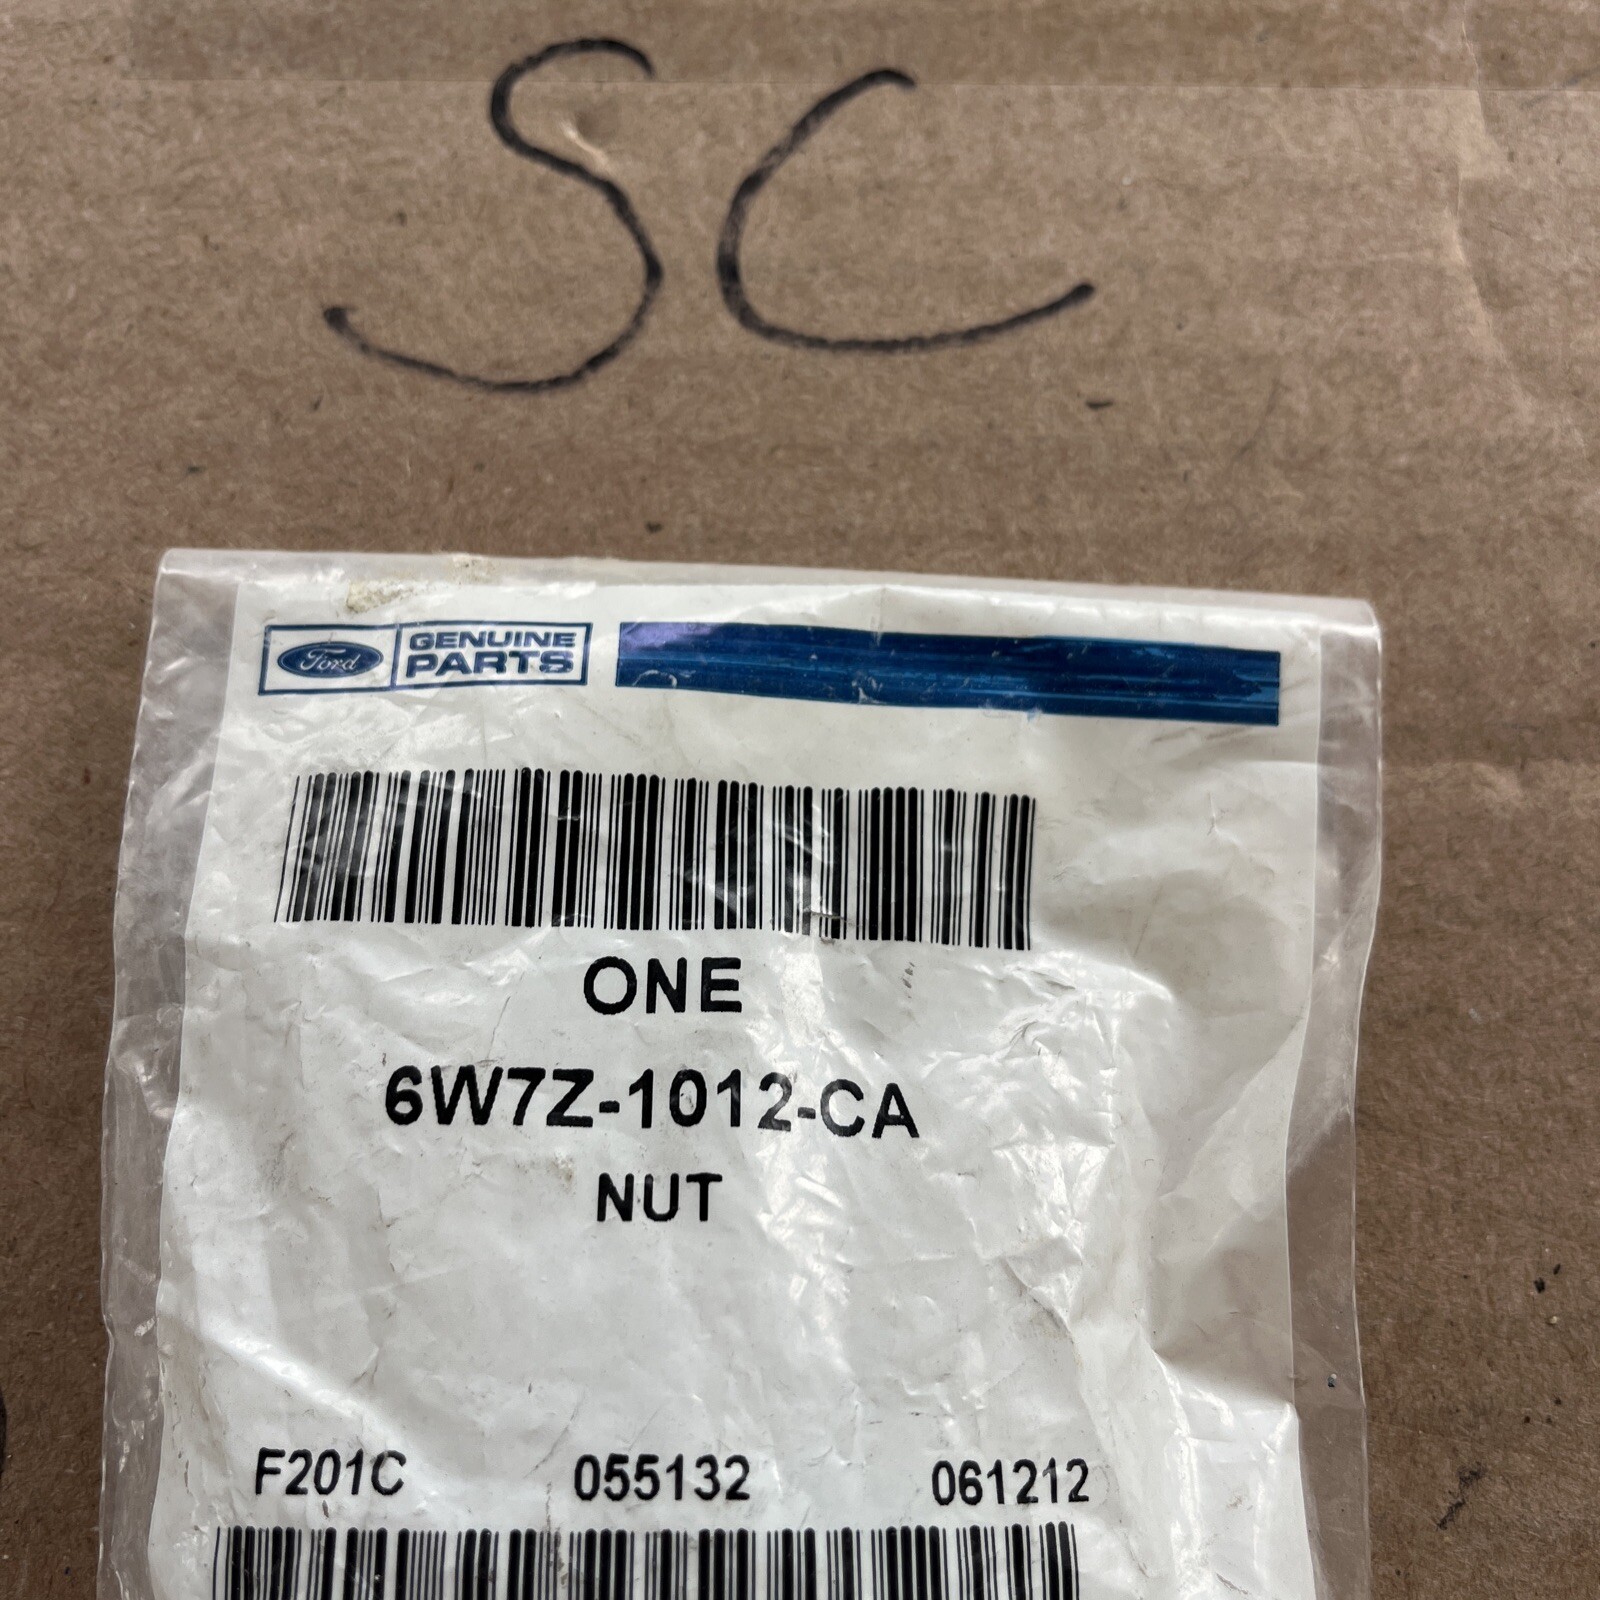 SC
Ford GENUINE
PARTS
ONE
6W7Z-1012-CA
NUT
F201C 055132 061212